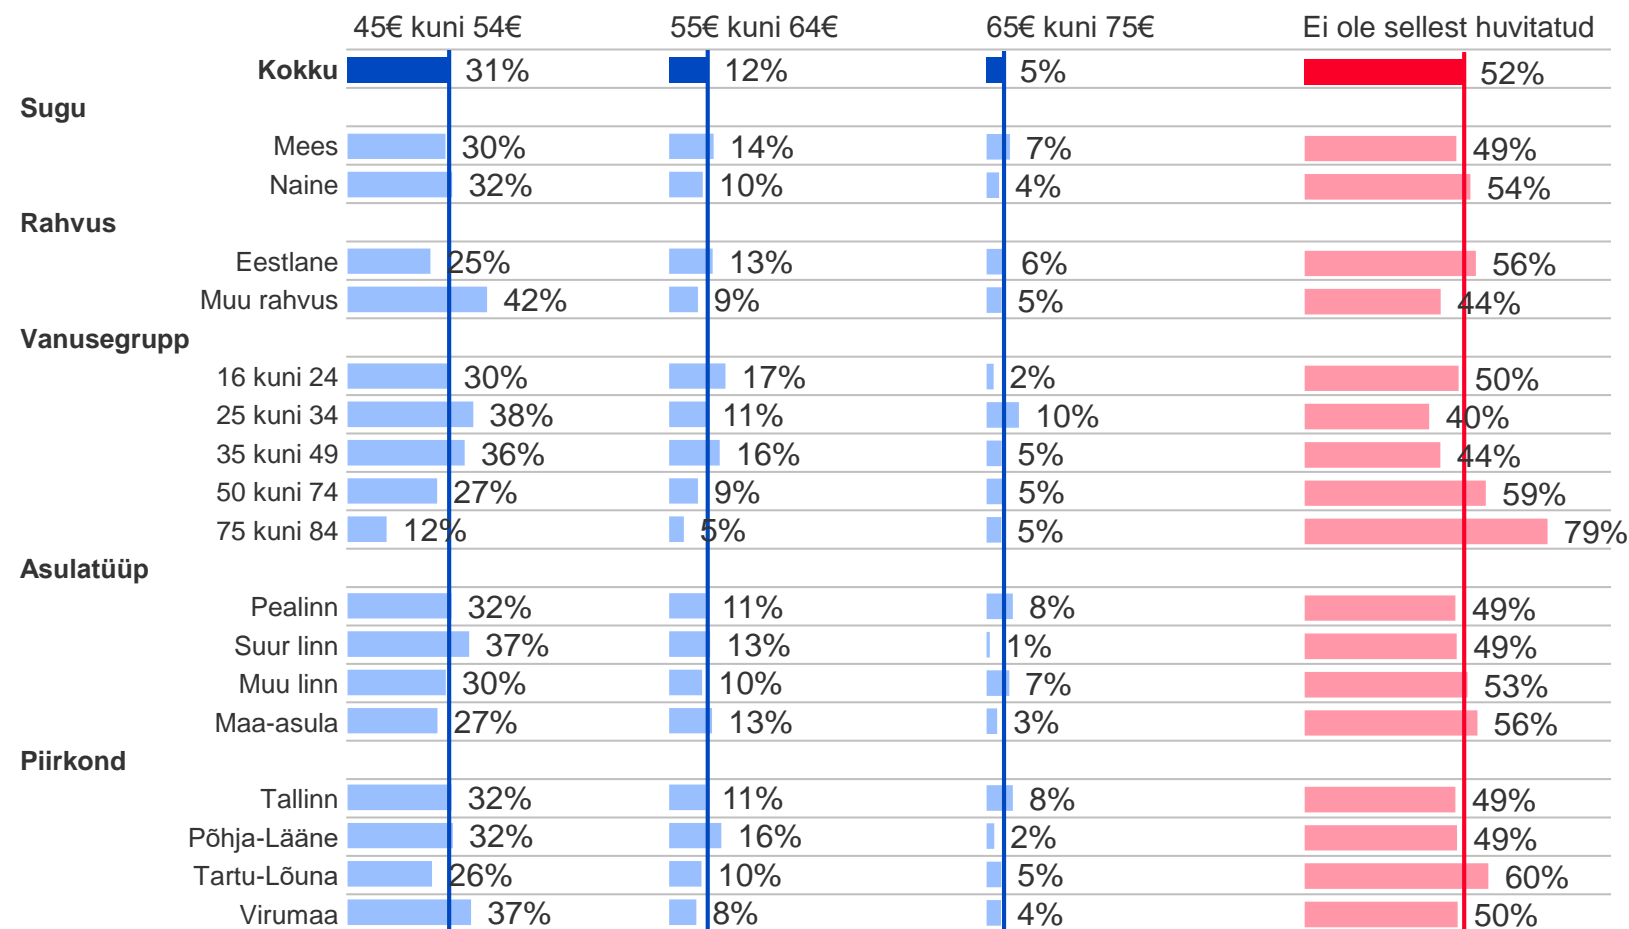 45€ kuni 54€ 55€ kuni 64€ 65€ kuni 75€ Ei ole sellest huvitatud
Kokku 31% 12% 5% 52%
Sugu
Mees 30% 14% 7% 49%
Naine 32% 10% 4% 54%
Rahvus
Eestlane 25% 13% 6% 56%
Muu rahvus 42% 9% 5% 44%
Vanusegrupp
16 kuni 24 30% 17% 2% 50%
25 kuni 34 38% 11% 10% 40%
35 kuni 49 36% 16% 5% 44%
50 kuni 74 27% 9% 5% 59%
75 kuni 84 12% 5% 5% 79%
Asulatüüp
Pealinn 32% 11% 8% 49%
Suur linn 37% 13% 1% 49%
Muu linn 30% 10% 7% 53%
Maa-asula 27% 13% 3% 56%
Piirkond
Tallinn 32% 11% 8% 49%
Põhja-Lääne 32% 16% 2% 49%
Tartu-Lõuna 26% 10% 5% 60%
Virumaa 37% 8% 4% 50%